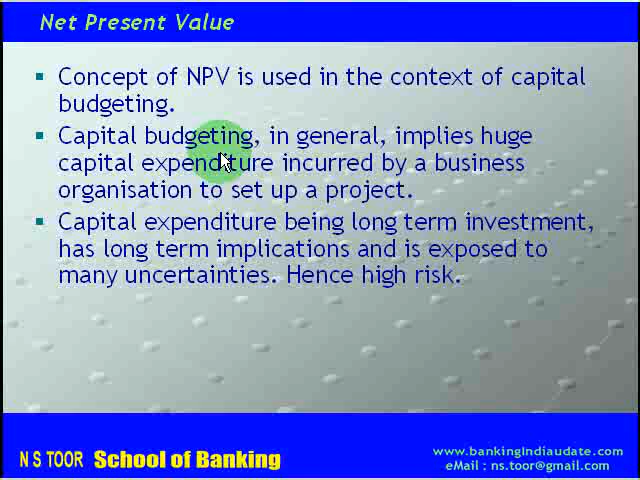 Net Present Value
Concept of NPV is used in the context of capital
budgeting.
Capital budgeting, in general, implies huge
capital expenditure incurred by a business
organisation to set up a project.
Capital expenditure being long term investment,
has long term implications and is exposed to
many uncertainties. Hence high risk.
N S TOOR School of Banking
www.bankingindiaudate.com
eMail : ns.toor@gmail.com